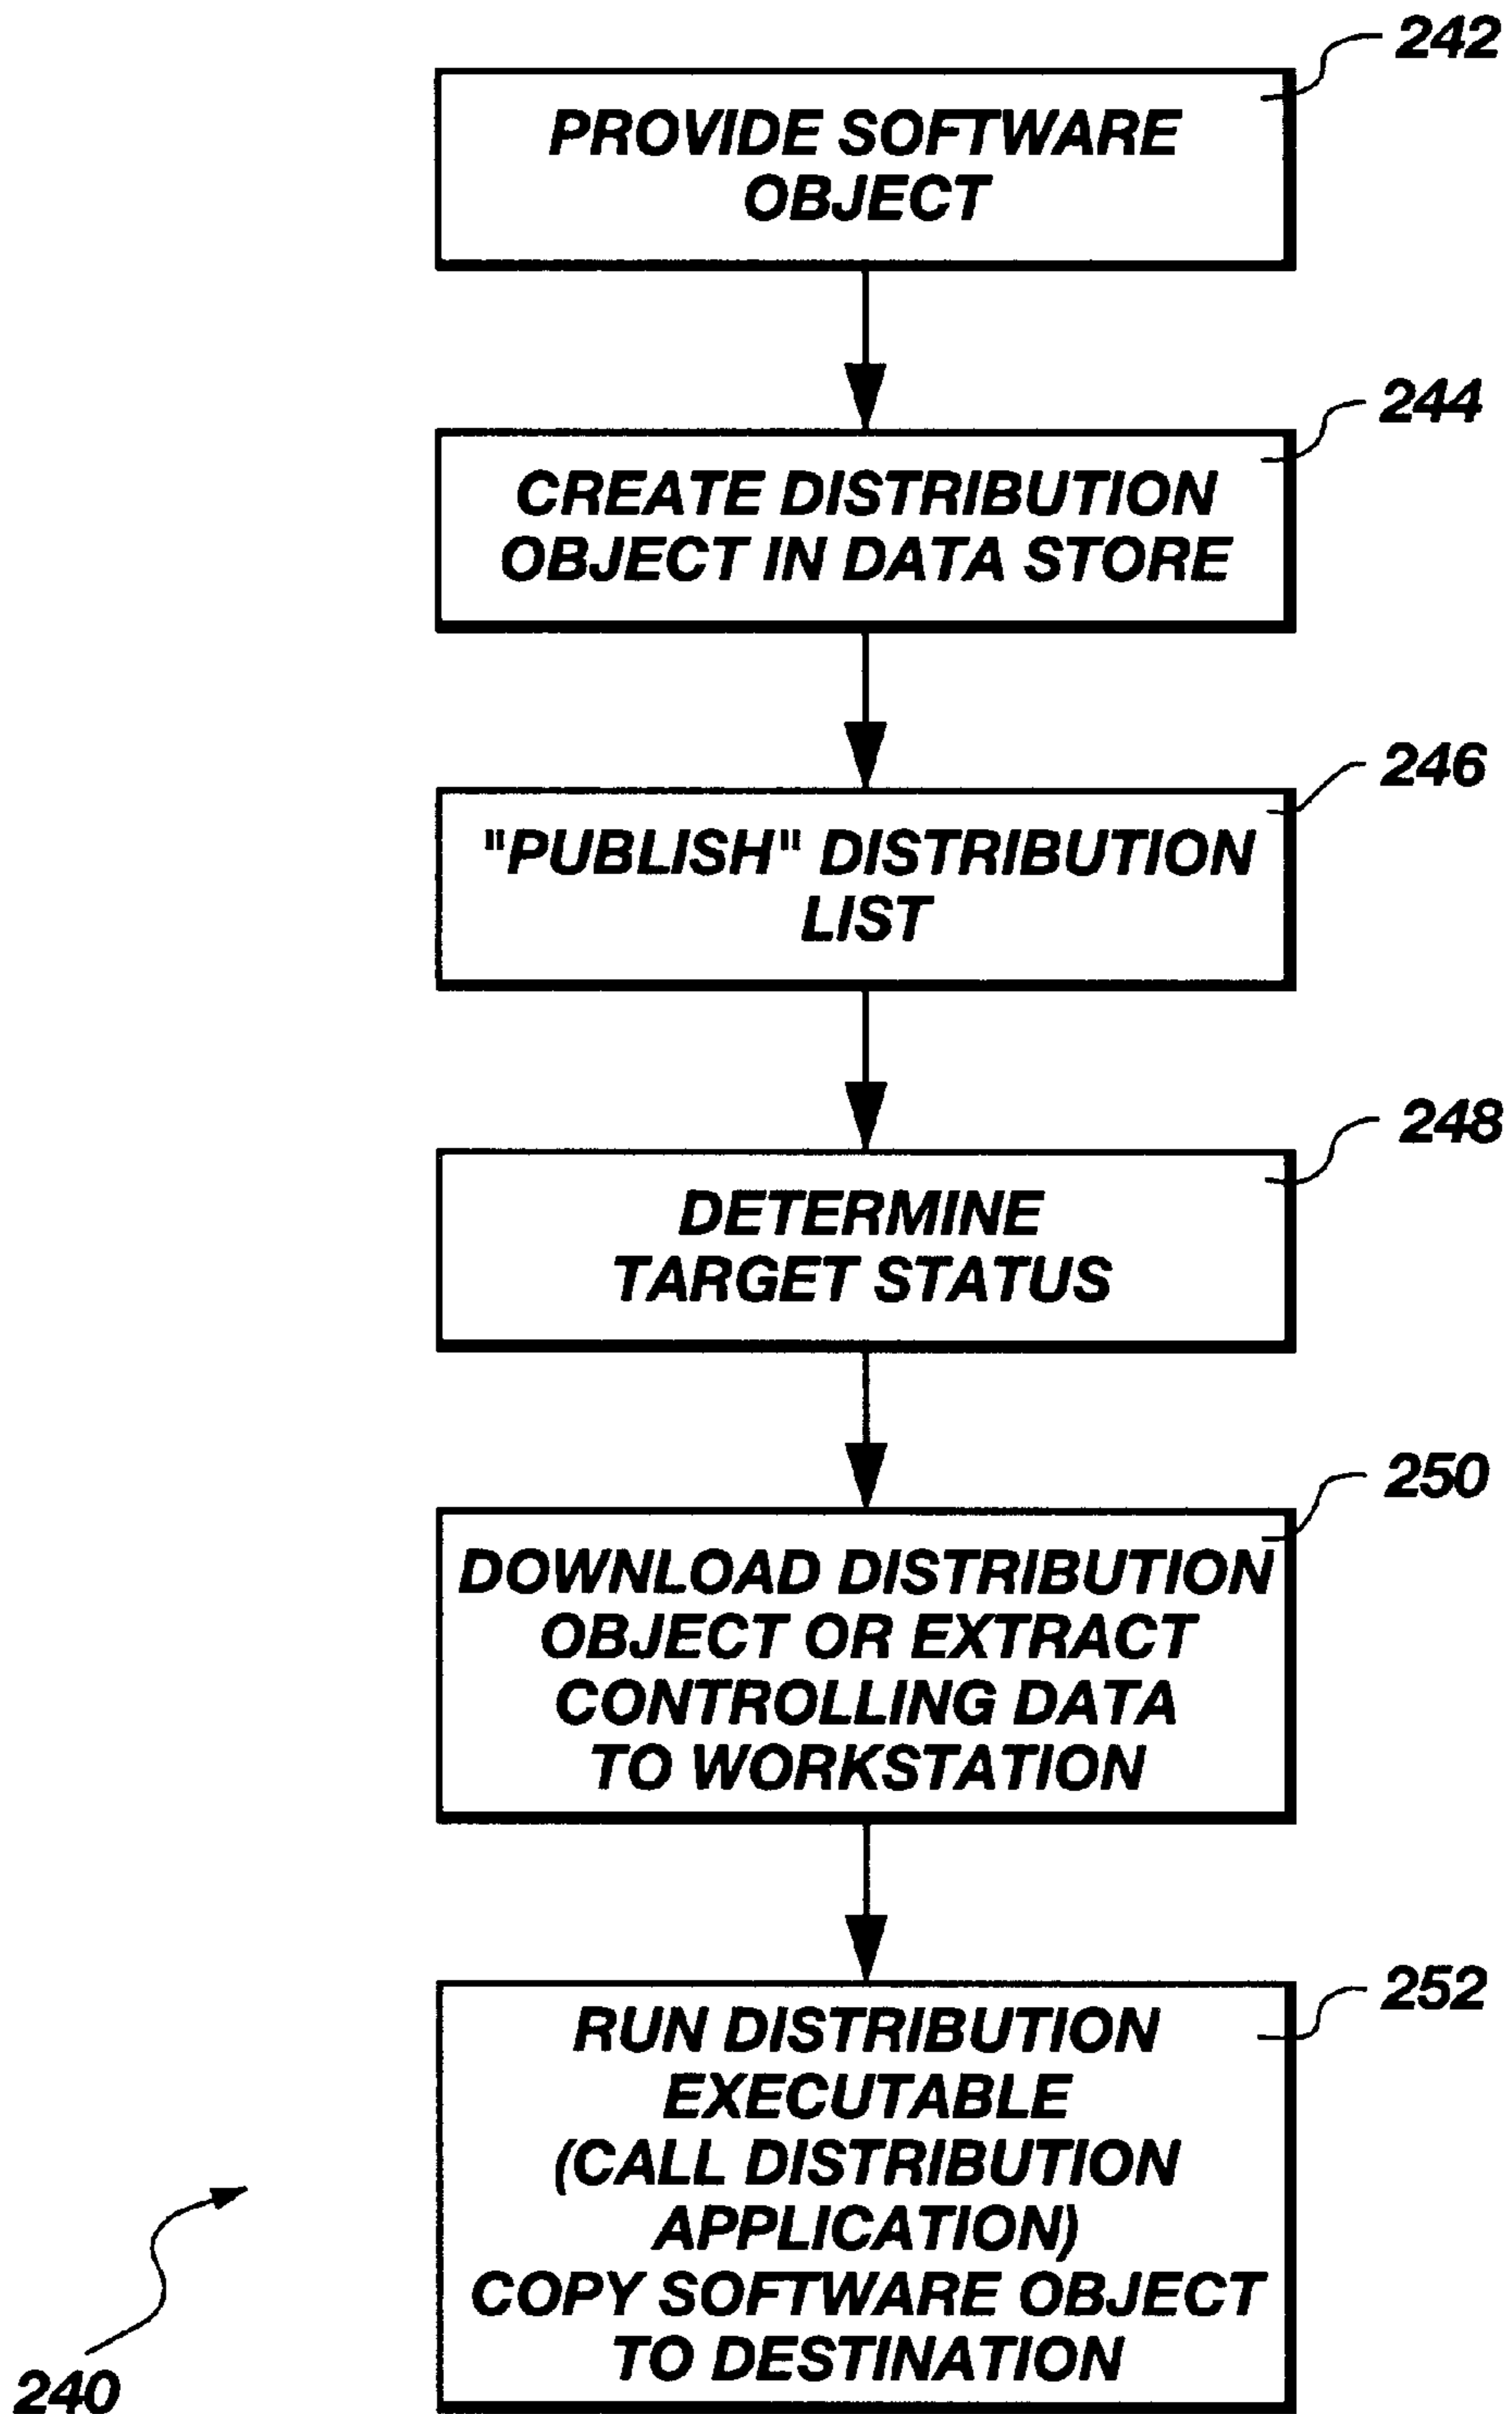 242
PROVIDE SOFTWARE
OBJECT
244
CREATE DISTRIBUTION
OBJECT IN DATA STORE
246
"PUBLISH" DISTRIBUTION
LIST
248
DETERMINE
TARGET STATUS
250
DOWNLOAD DISTRIBUTION
OBJECT OR EXTRACT
CONTROLLING DATA
TO WORKSTATION
252
RUN DISTRIBUTION
EXECUTABLE
(CALL DISTRIBUTION
APPLICATION)
COPY SOFTWARE OBJECT
TO DESTINATION
240